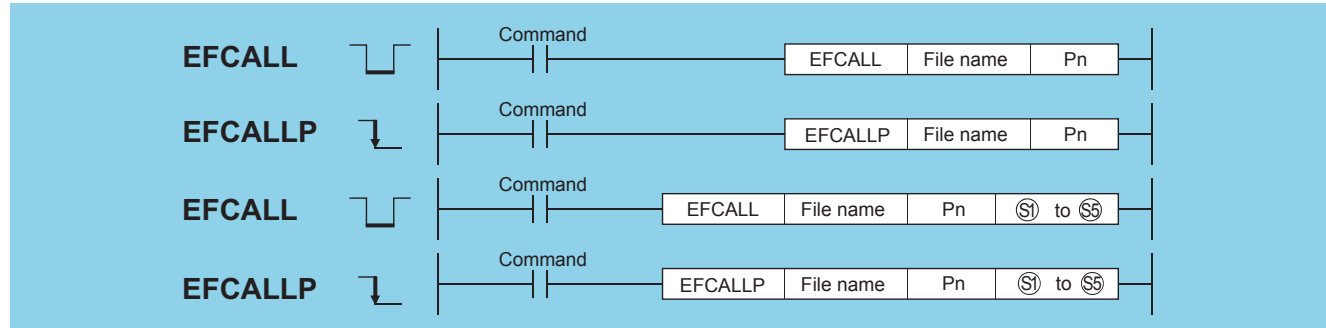 Command
EFCALL EFCALL File name Pn
Command
EFCALLP EFCALLP File name Pn
Command
EFCALL EFCALL File name Pn S1 to S5
Command
EFCALLP EFCALLP File name Pn S1 to S5